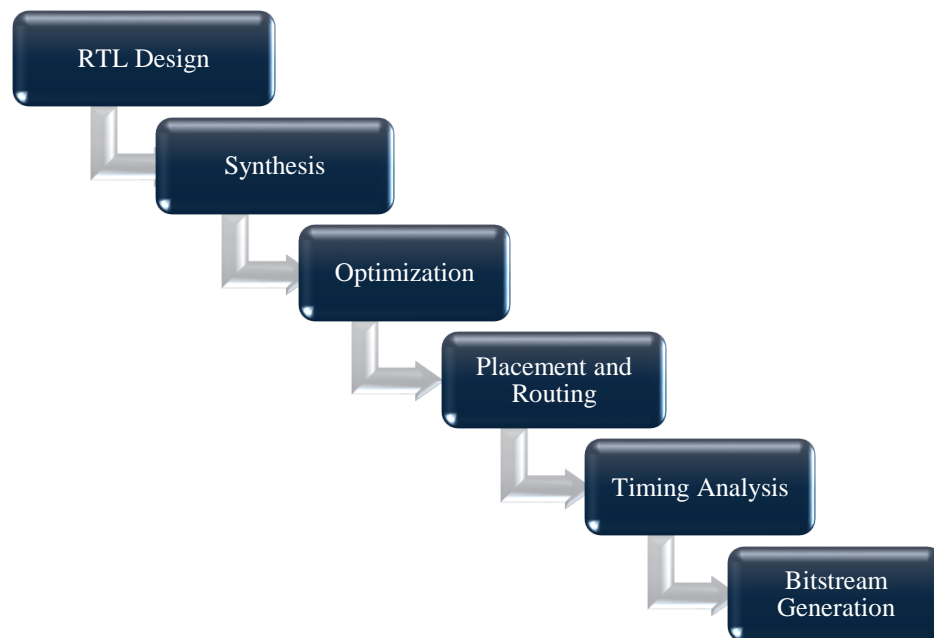 RTL Design
Synthesis
Optimization
Placement and
Routing
Timing Analysis
Bitstream
Generation